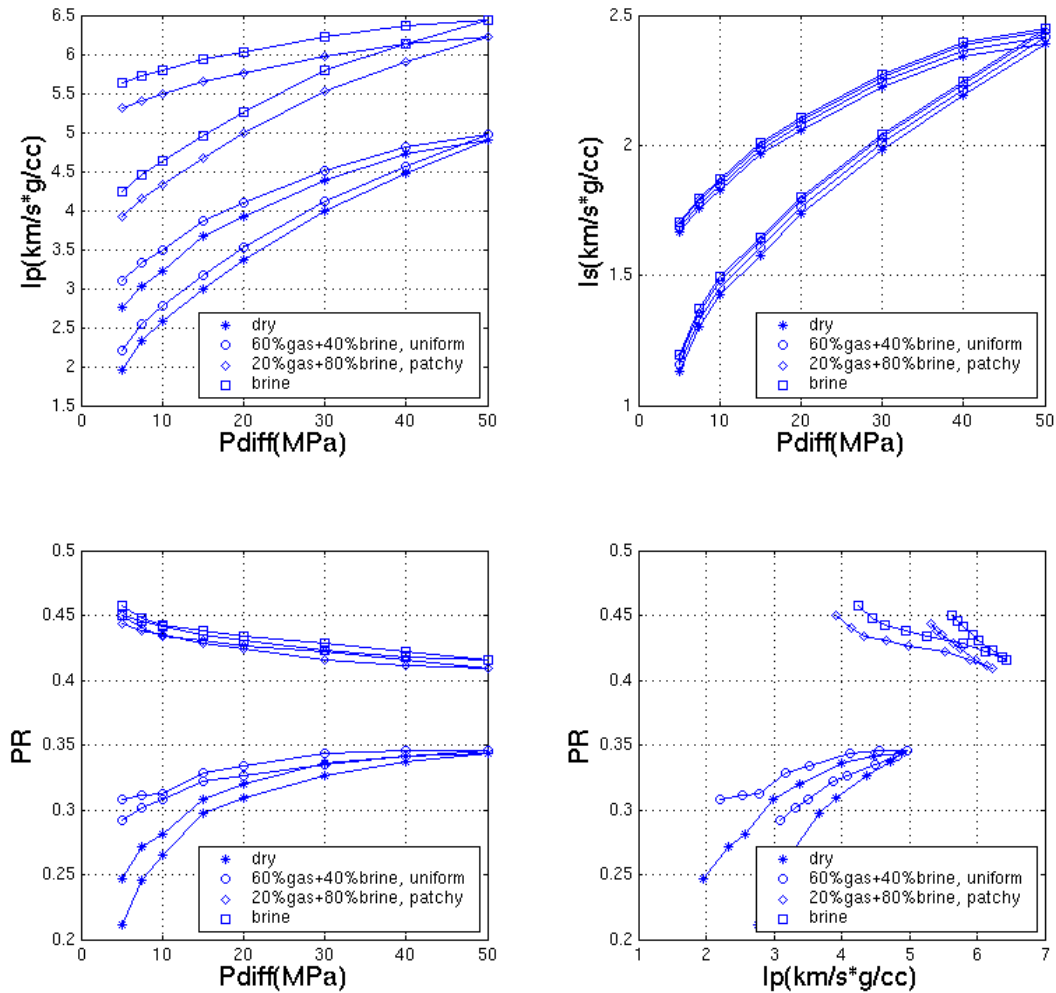 6.5
6
5.5
5
4.5
4
3.5
3
2.5
2
1.5
0 10 20 30 40 50
Ip(km/s*g/cc)
Pdiff(MPa)
dry
60%gas+40%brine, uniform
20%gas+80%brine, patchy
brine
2.5
2
1.5
1
0 10 20 30 40 50
Is(km/s*g/cc)
Pdiff(MPa)
dry
60%gas+40%brine, uniform
20%gas+80%brine, patchy
brine
0.5
0.45
0.4
0.35
0.3
0.25
0.2
0 10 20 30 40 50
PR
Pdiff(MPa)
dry
60%gas+40%brine, uniform
20%gas+80%brine, patchy
brine
0.5
0.45
0.4
0.35
0.3
0.25
0.2
1 2 3 4 5 6 7
PR
Ip(km/s*g/cc)
dry
60%gas+40%brine, uniform
20%gas+80%brine, patchy
brine